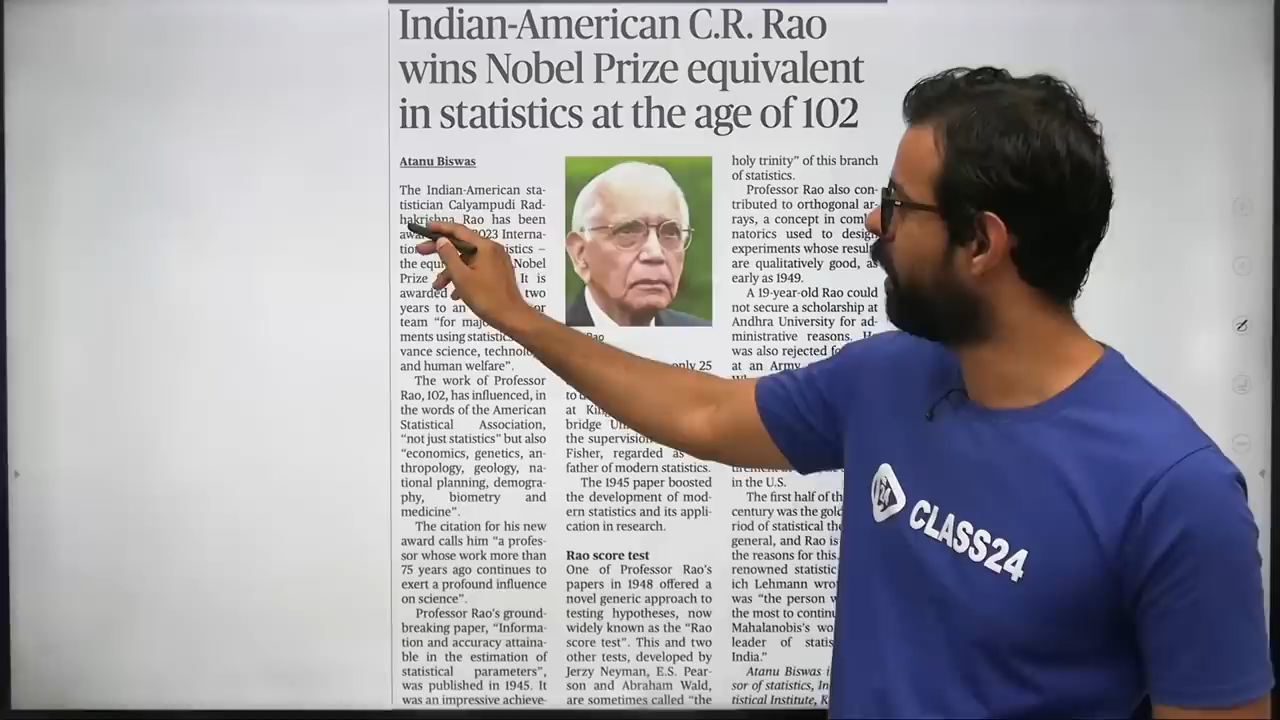 Indian-American C.R. Rao
wins Nobel Prize equivalent
in statistics at the age of 102
Atanu Biswas
The Indian-American sta-
tistician Calyampudi Rad-
hakrishna Rao has been
2023 Interna-
the Nobel
Prize It is
awarded two
years to an or
team "for
ments using
vance science,
and human welfare".
The work of Professor
Rao, 102, has influenced, in
the words of the American
Statistical Association,
"not just statistics" but also
"economics, genetics, an-
thropology, geology, na-
tional planning, demogra-
phy, biometry and
medicine".
The citation for his new
award calls him "a profes-
sor whose work more than
75 years ago continues to
exert a profound influence
on science".
Professor Rao's ground-
breaking paper, "Informa-
tion and accuracy attaina-
ble in the estimation of
statistical parameters",
was published in 1945. It
was an impressive achieve-
Rao
only 25
to
at
bridge
the supervision
Fisher, regarded as
father of modern statistics.
The 1945 paper boosted
the development of mod-
ern statistics and its appli-
cation in research.
Rao score test
One of Professor Rao's
papers in 1948 offered a
novel generic approach to
testing hypotheses, now
widely known as the "Rao
score test". This and two
other tests, developed by
Jerzy Neyman, E.S. Pear-
son and Abraham Wald,
are sometimes called "the
holy trinity" of this branch
of statistics.
Professor Rao also con-
tributed to orthogonal ar-
rays, a concept in
natorics used to design
experiments whose
are qualitatively good, as
early as 1949.
A 19-year-old Rao could
not secure a scholarship at
Andhra University for ad-
ministrative reasons. He
was also rejected
at an Army
in the U.S.
The first half of
century was the
riod of statistical
general, and Rao is
the reasons for this.
renowned
ich Lehmann
was "the person
the most to
Mahalanobis's
leader of
India."
Atanu Biswas
sor of statistics,
tistical Institute,
24
CLASS24